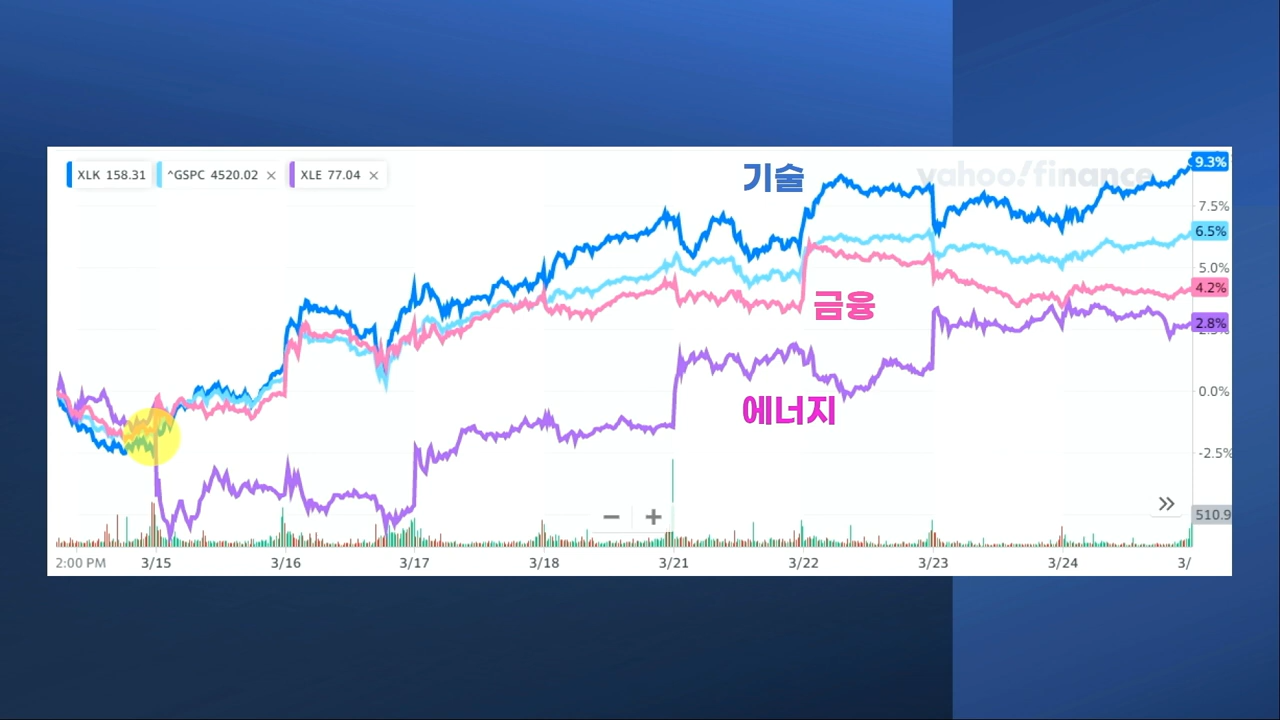 XLK 158.31 ^GSPC 4520.02 × XLE 77.04 ×
기술
yahoo!finance
9.3%
7.5%
6.5%
5.0%
금융
4.2%
2.8%
0.0%
에너지
-2.5%
510.9
2:00 PM 3/15 3/16 3/17 3/18 3/21 3/22 3/23 3/24 3/